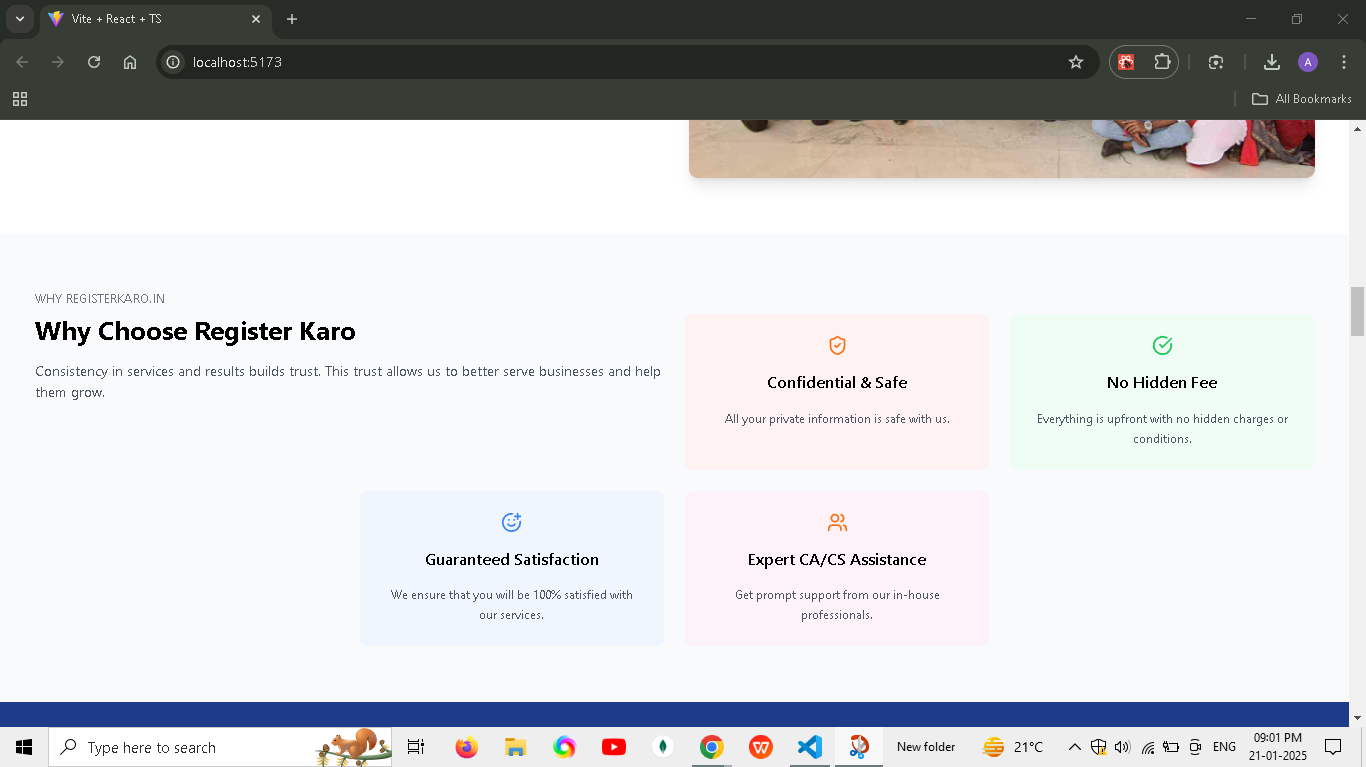 Vite + React + TS
localhost:5173
A
All Bookmarks
WHY REGISTERKARO.IN
Why Choose Register Karo
Consistency in services and results builds trust. This trust allows us to better serve businesses and help
them grow.
Confidential & Safe
All your private information is safe with us.
No Hidden Fee
Everything is upfront with no hidden charges or
conditions.
Guaranteed Satisfaction
We ensure that you will be 100% satisfied with
our services.
Expert CA/CS Assistance
Get prompt support from our in-house
professionals.
Type here to search
W
New folder
21°C
ENG
09:01 PM
21-01-2025